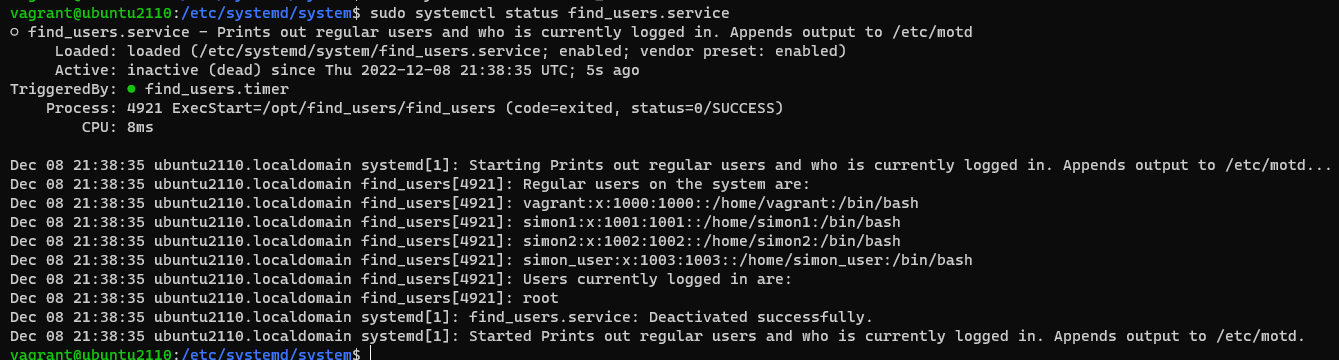 vagrant@ubuntu2110:/etc/systemd/system$ sudo systemctl status find_users.service
○ find_users.service - Prints out regular users and who is currently logged in. Appends output to /etc/motd
     Loaded: loaded (/etc/systemd/system/find_users.service; enabled; vendor preset: enabled)
     Active: inactive (dead) since Thu 2022-12-08 21:38:35 UTC; 5s ago
TriggeredBy: ● find_users.timer
    Process: 4921 ExecStart=/opt/find_users/find_users (code=exited, status=0/SUCCESS)
        CPU: 8ms

Dec 08 21:38:35 ubuntu2110.localdomain systemd[1]: Starting Prints out regular users and who is currently logged in. Appends output to /etc/motd...
Dec 08 21:38:35 ubuntu2110.localdomain find_users[4921]: Regular users on the system are:
Dec 08 21:38:35 ubuntu2110.localdomain find_users[4921]: vagrant:x:1000:1000::/home/vagrant:/bin/bash
Dec 08 21:38:35 ubuntu2110.localdomain find_users[4921]: simon1:x:1001:1001::/home/simon1:/bin/bash
Dec 08 21:38:35 ubuntu2110.localdomain find_users[4921]: simon2:x:1002:1002::/home/simon2:/bin/bash
Dec 08 21:38:35 ubuntu2110.localdomain find_users[4921]: simon_user:x:1003:1003::/home/simon_user:/bin/bash
Dec 08 21:38:35 ubuntu2110.localdomain find_users[4921]: Users currently logged in are:
Dec 08 21:38:35 ubuntu2110.localdomain find_users[4921]: root
Dec 08 21:38:35 ubuntu2110.localdomain systemd[1]: find_users.service: Deactivated successfully.
Dec 08 21:38:35 ubuntu2110.localdomain systemd[1]: Started Prints out regular users and who is currently logged in. Appends output to /etc/motd.
vagrant@ubuntu2110:/etc/systemd/system$